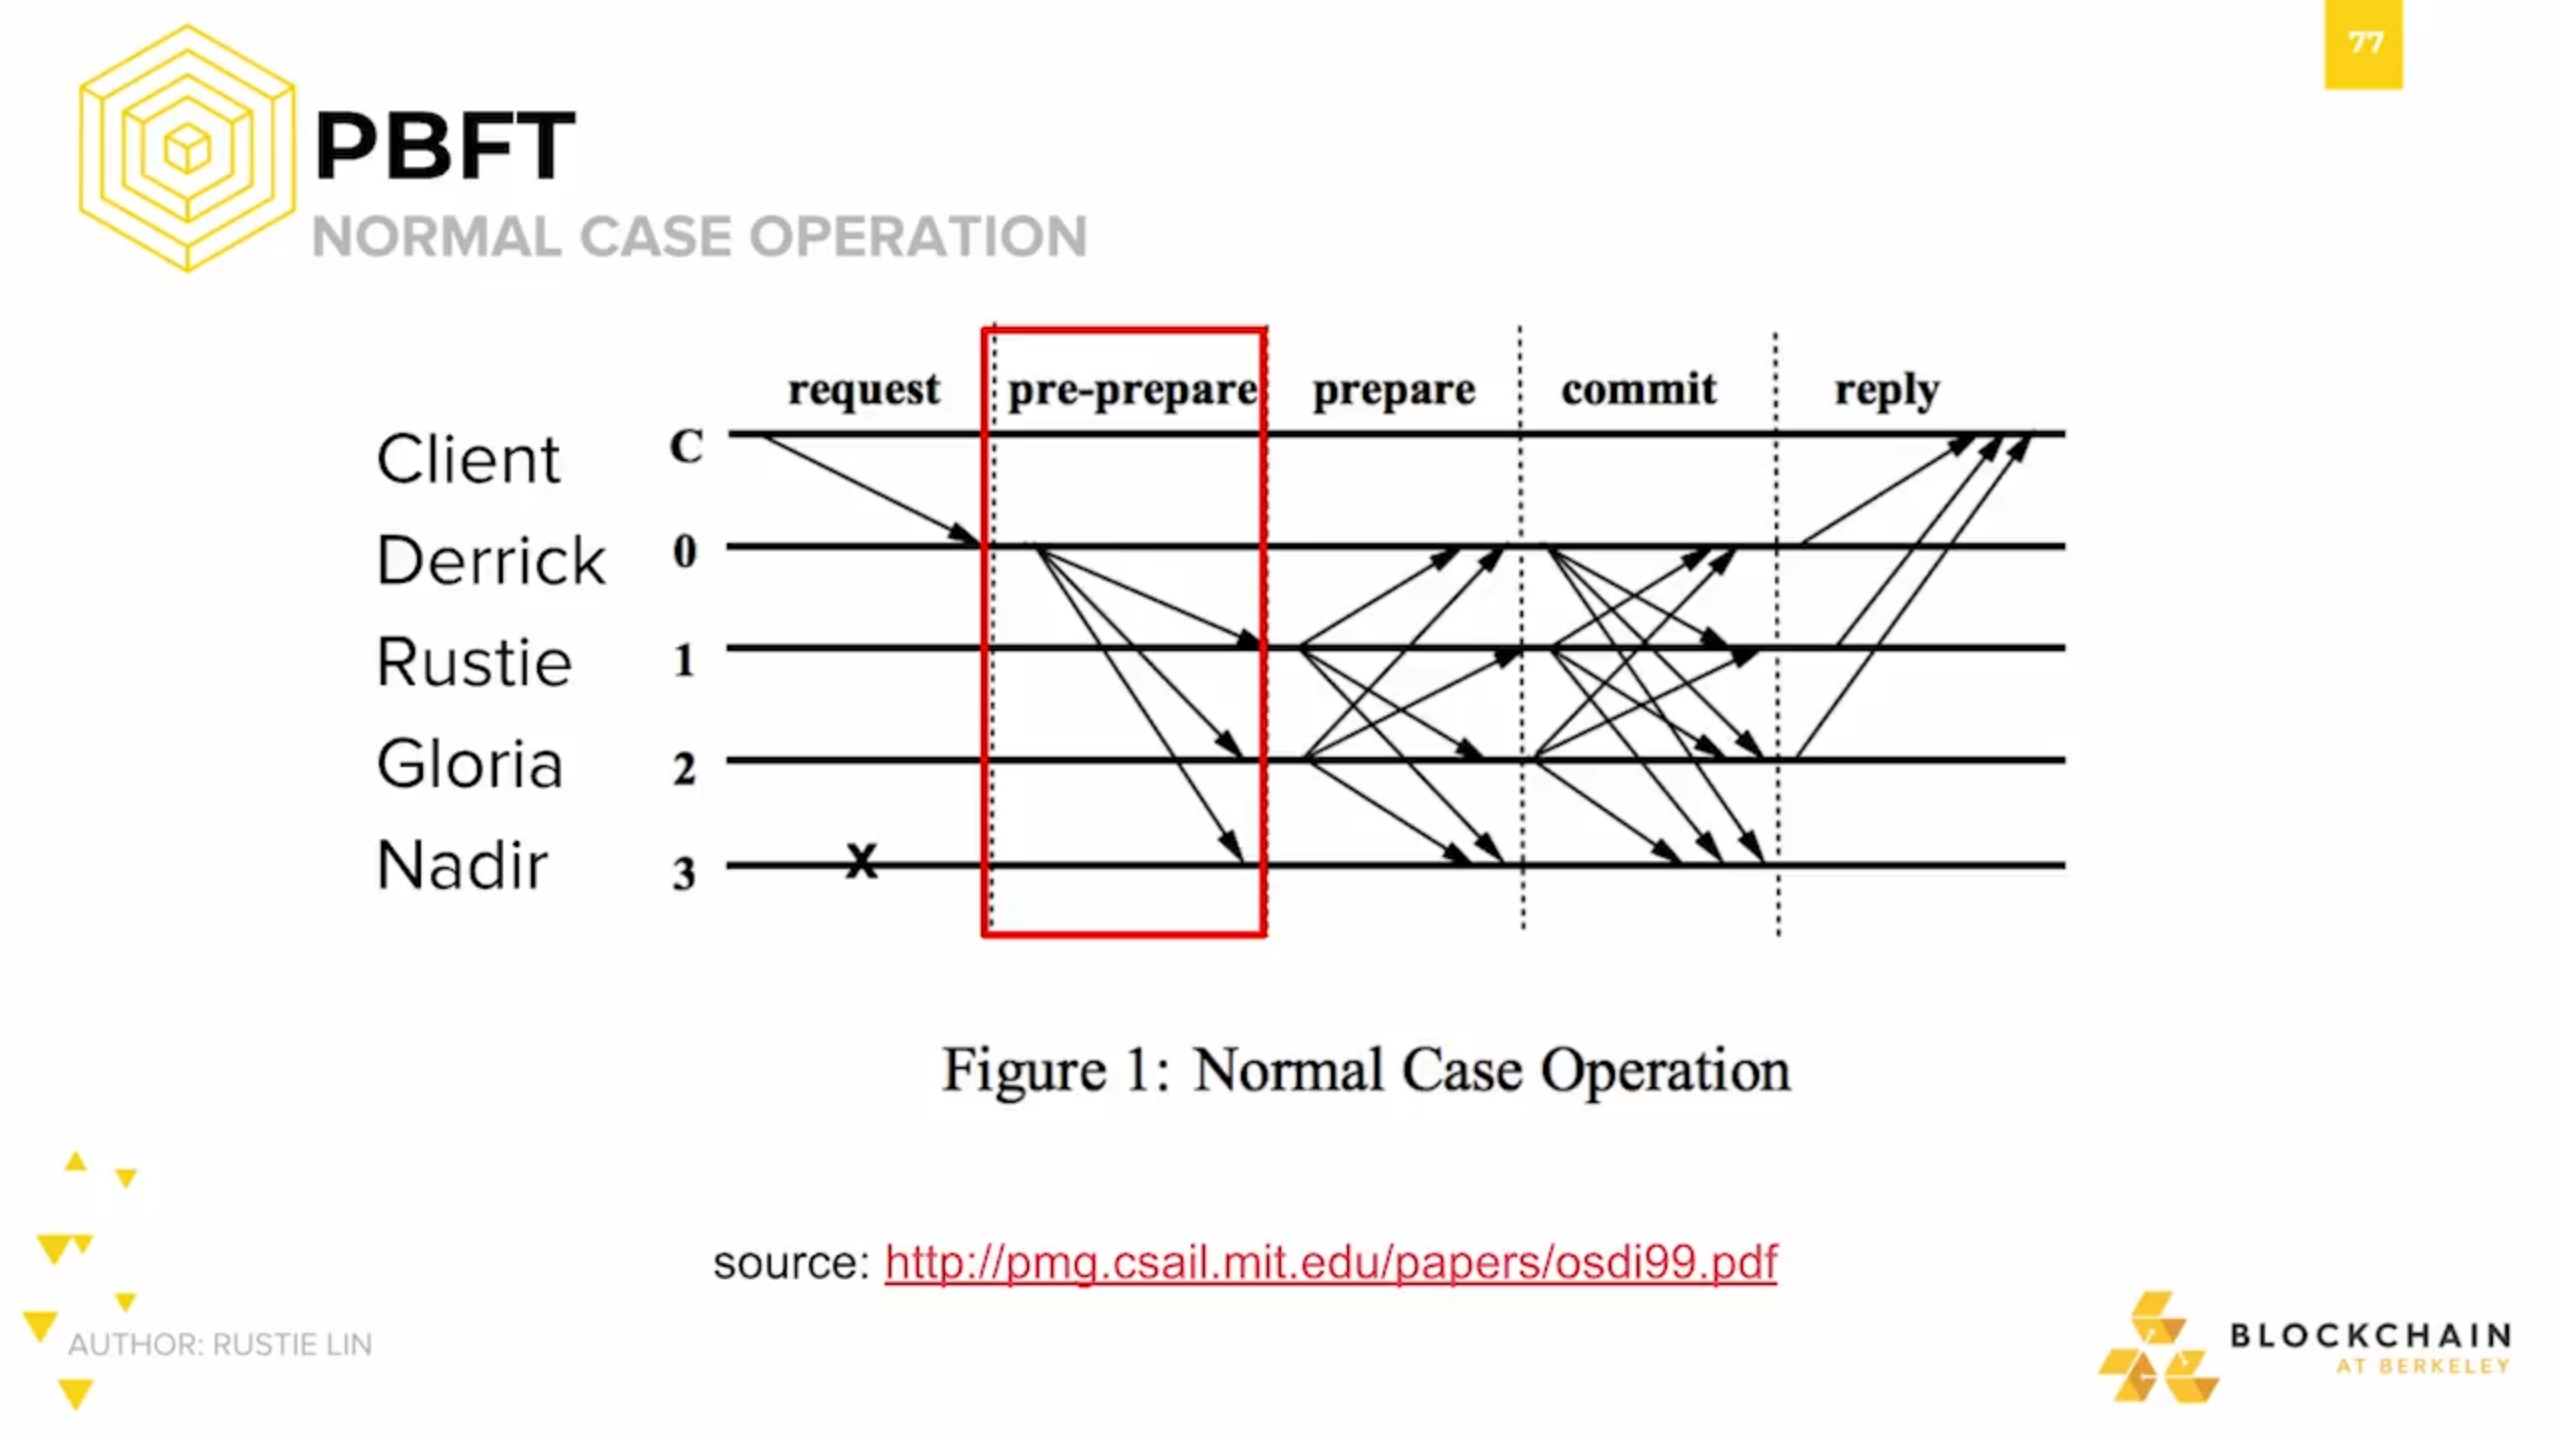 77
PBFT
NORMAL CASE OPERATION
request pre-prepare prepare commit reply
Client C
Derrick 0
Rustie 1
Gloria 2
Nadir 3
X
Figure 1: Normal Case Operation
source: http://pmg.csail.mit.edu/papers/osdi99.pdf
AUTHOR: RUSTIE LIN
BLOCKCHAIN
AT BERKELEY